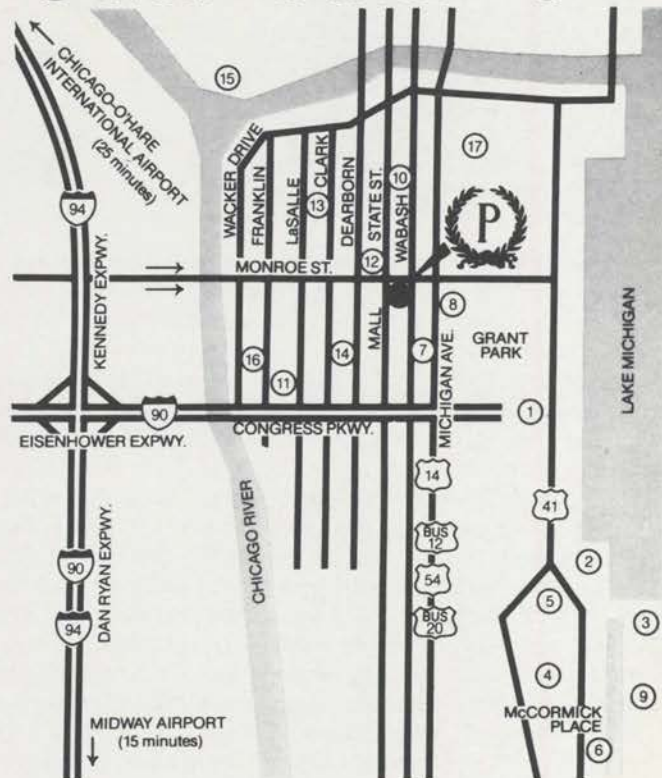 CHICAGO-O'HARE
INTERNATIONAL AIRPORT
(25 minutes)
15
94
KENNEDY EXPWY.
WACKER DRIVE
FRANKLIN
LaSALLE
13
CLARK
DEARBORN
STATE ST.
10
WABASH
17
P
12
MONROE ST.
8
MALL
7
MICHIGAN AVE.
GRANT
PARK
LAKE MICHIGAN
16
11
14
90
CONGRESS PKWY.
1
EISENHOWER EXPWY.
14
41
BUS
12
54
BUS
20
CHICAGO RIVER
90
94
DAN RYAN EXPWY.
2
5
3
4
9
McCORMICK
PLACE
6
MIDWAY AIRPORT
(15 minutes)